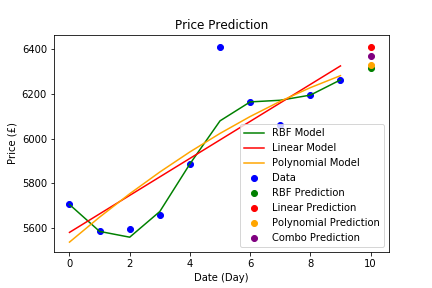 Price Prediction
Price (£)
6400
6200
6000
5800
5600
RBF Model
Linear Model
Polynomial Model
Data
RBF Prediction
Linear Prediction
Polynomial Prediction
Combo Prediction
0 2 4 6 8 10
Date (Day)